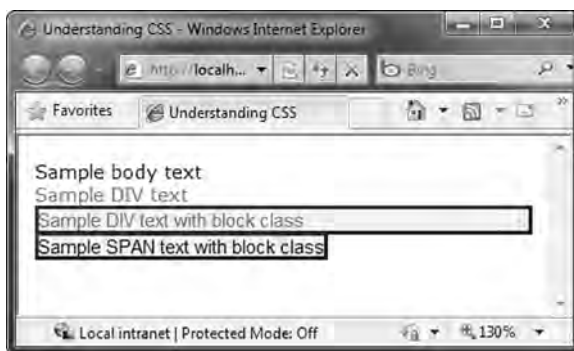 Understanding CSS - Windows Internet Explorer
http://localh... Bing
Favorites Understanding CSS
Sample body text
Sample DIV text
Sample DIV text with block class
Sample SPAN text with block class
Local intranet | Protected Mode: Off 130%